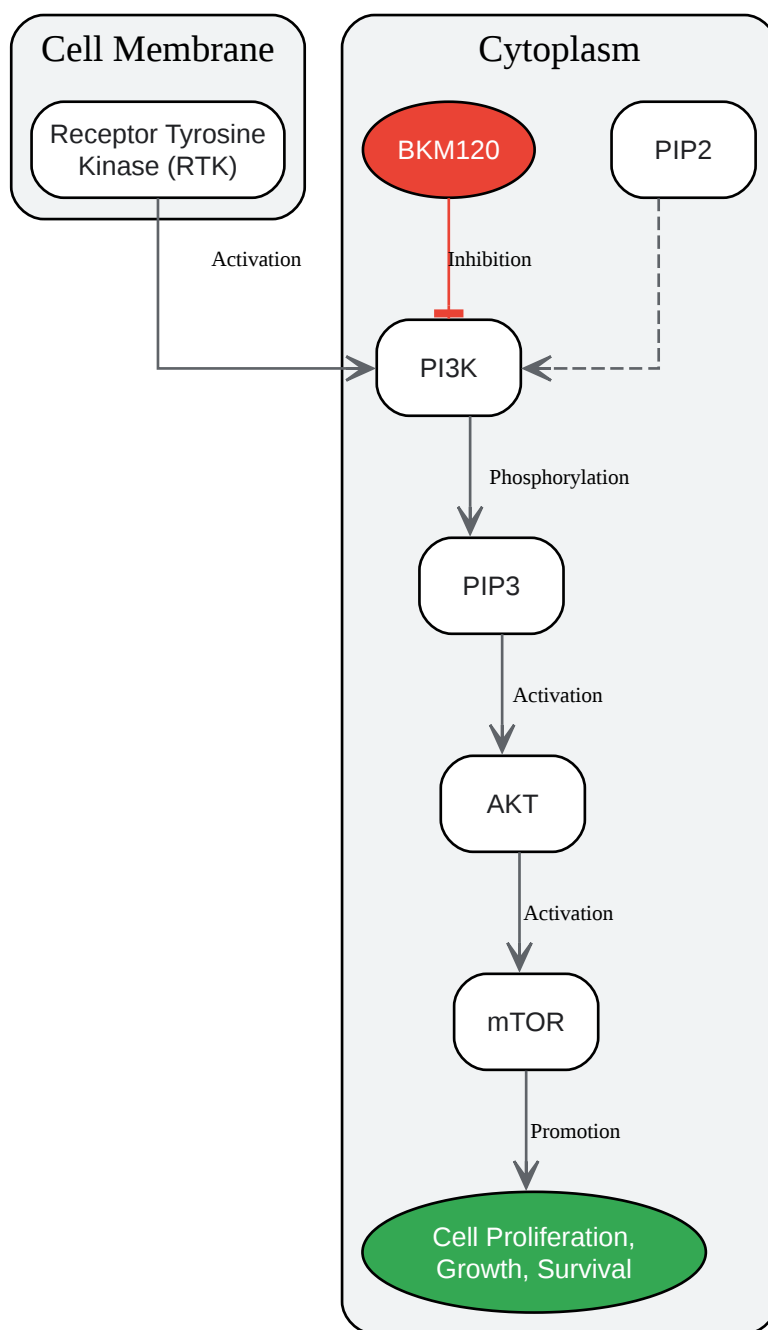 Cell Membrane
Cytoplasm
Receptor Tyrosine
Kinase (RTK)
BKM120
PIP2
Activation
Inhibition
PI3K
Phosphorylation
PIP3
Activation
AKT
Activation
mTOR
Promotion
Cell Proliferation,
Growth, Survival